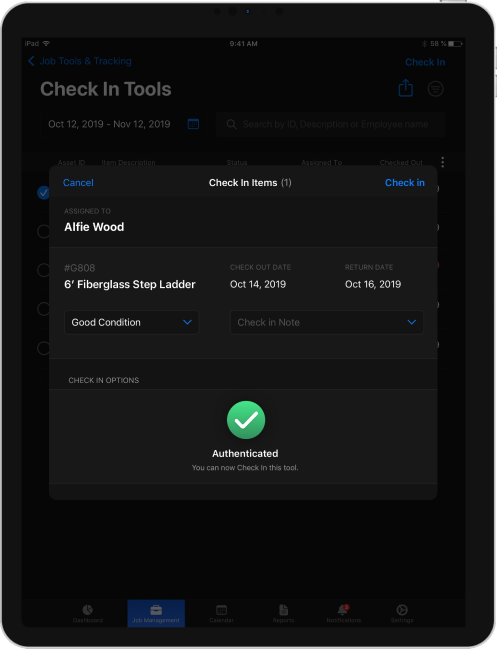 iPad 9:41 AM 58 %
Job Tools & Tracking Check In
Check In Tools
Oct 12, 2019 - Nov 12, 2019 Search by ID, Description or Employee name
Asset ID Item Description Status Assigned To Checked Out
Cancel Check In Items (1) Check in
ASSIGNED TO
Alfie Wood
#G808 CHECK OUT DATE RETURN DATE
6’ Fiberglass Step Ladder Oct 14, 2019 Oct 16, 2019
Good Condition Check in Note
CHECK IN OPTIONS
Authenticated
You can now Check In this tool.
Dashboard Job Management Calendar Reports Notifications Settings